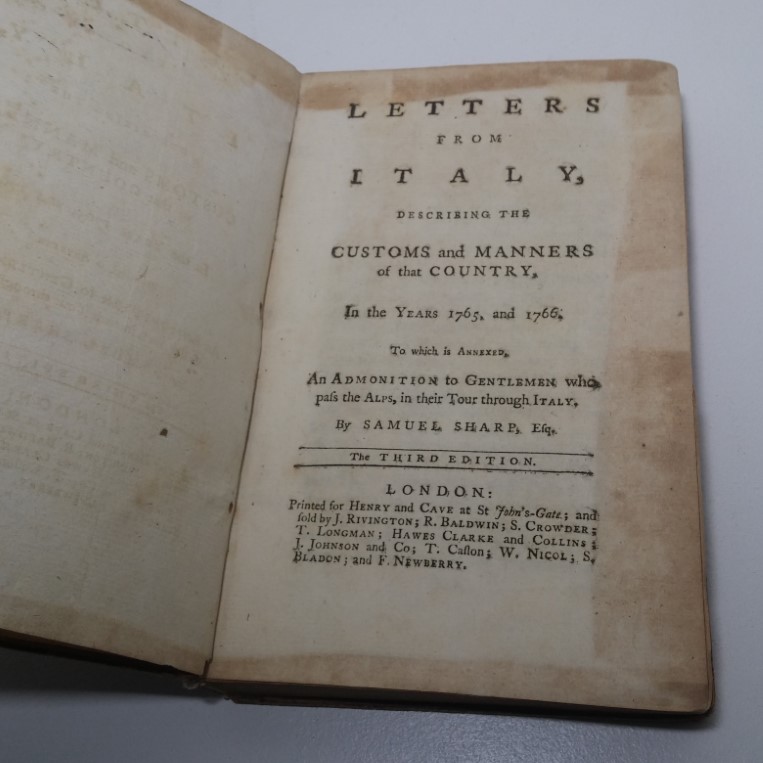 LETTERS
FROM
ITALY,
DESCRIBING THE
CUSTOMS and MANNERS
of that COUNTRY,
In the YEARS 1765, and 1766.
To which is ANNEXED,
An ADMONITION to GENTLEMEN who
paſs the ALPS, in their Tour through ITALY.
By SAMUEL SHARP, Eſq.
The THIRD EDITION.
LONDON:
Printed for HENRY and CAVE at St John's-Gate; and
ſold by J. RIVINGTON; R. BALDWIN; S. CROWDER;
T. LONGMAN; HAWES CLARKE and COLLINS;
J. JOHNSON and Co; T. Caſlon; W. NICOL; S.
BLADON; and F. NEWBERRY.